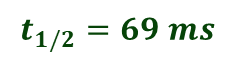 t1/2 = 69 ms